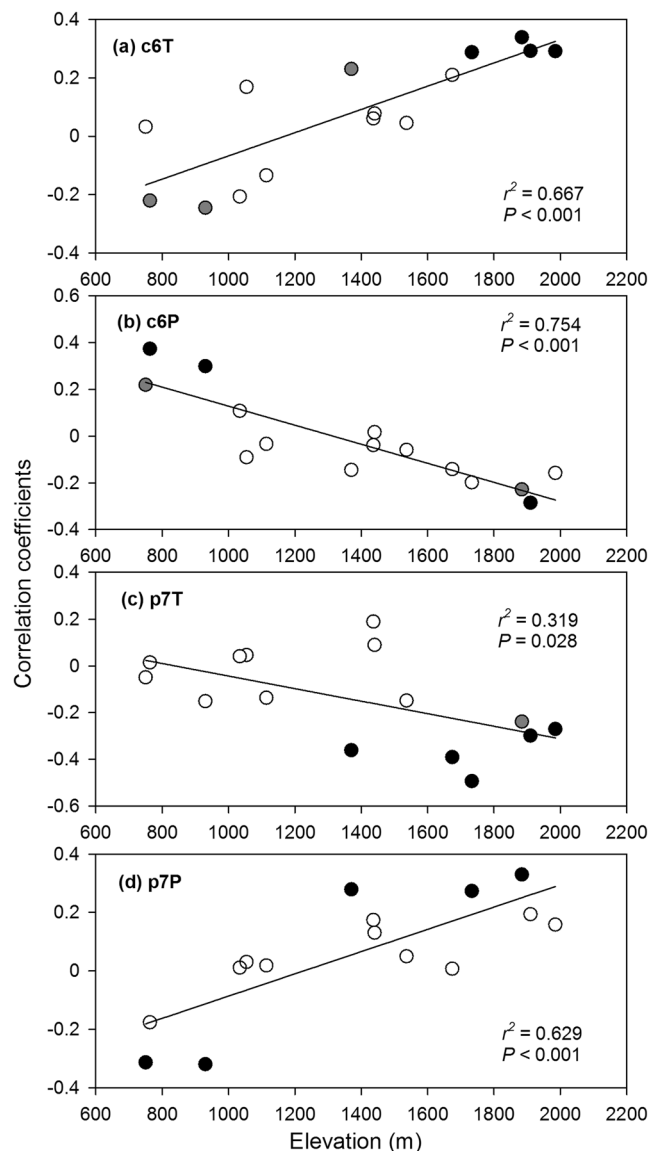 0.4
(a) c6T
0.2
0
-0.2
r² = 0.667
P < 0.001
-0.4
600 800 1000 1200 1400 1600 1800 2000 2200
0.6
(b) c6P
r² = 0.754
P < 0.001
0.4
0.2
0
-0.2
-0.4
600 800 1000 1200 1400 1600 1800 2000 2200
Correlation coefficients
0.4
(c) p7T
r² = 0.319
P = 0.028
0.2
0
-0.2
-0.4
-0.6
600 800 1000 1200 1400 1600 1800 2000 2200
0.4
(d) p7P
0.2
0
-0.2
r² = 0.629
P < 0.001
-0.4
600 800 1000 1200 1400 1600 1800 2000 2200
Elevation (m)